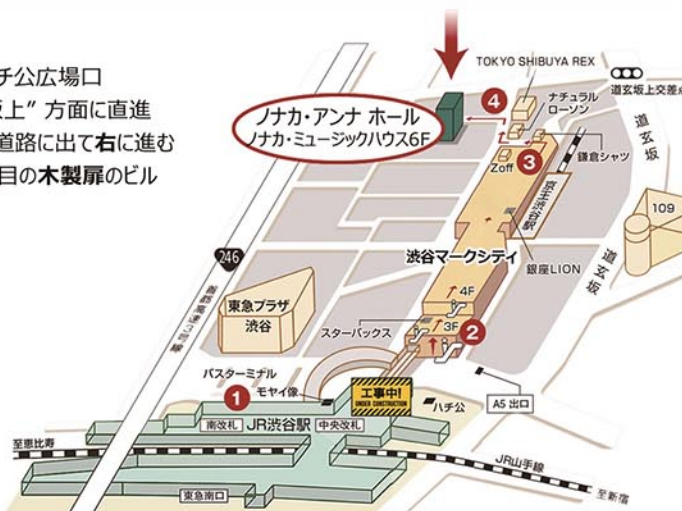 チ公広場口
坂上”方面に直進
道路に出て右に進む
目の木製扉のビル
TOKYO SHIBUYA REX
道玄坂上交差点
ナチュラル
ローソン
④
ノナカ・アンナ ホール
ノナカ・ミュージックハウス6F
鎌倉シャツ
③
Zoff
道玄坂
京王渋谷駅
109
246
渋谷マークシティ
銀座LION
道玄坂
首都高速3号線
東急プラザ
渋谷
4F
スターバックス
3F
②
バスターミナル
モヤイ像
①
工事中!
UNDER CONSTRUCTION
ハチ公
A5 出口
南改札
JR渋谷駅
中央改札
至恵比寿
JR山手線
東急南口
至新宿